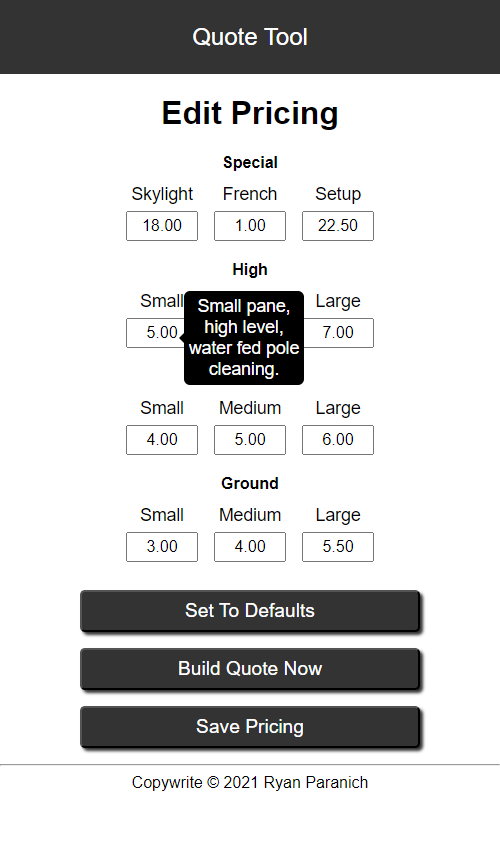 Quote Tool
Edit Pricing
Special
Skylight French Setup
18.00 1.00 22.50
High
Small Large
5.00 7.00
Small pane,
high level,
water fed pole
cleaning.
Small Medium Large
4.00 5.00 6.00
Ground
Small Medium Large
3.00 4.00 5.50
Set To Defaults
Build Quote Now
Save Pricing
Copywrite © 2021 Ryan Paranich